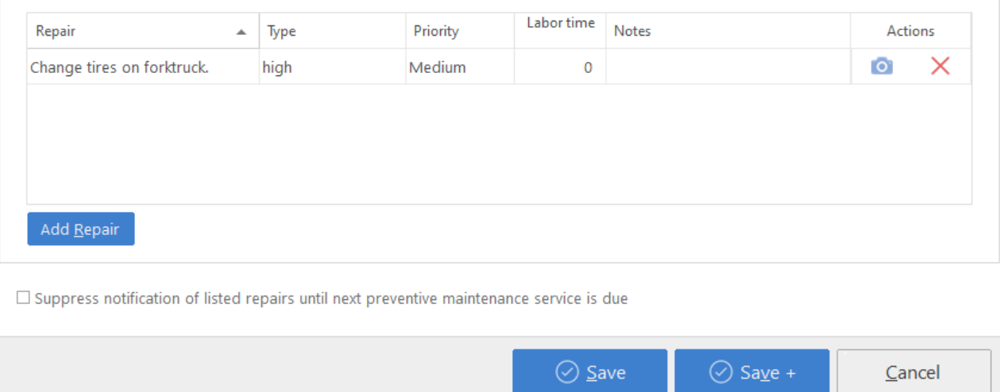 Repair Type Priority Labor time Notes Actions
Change tires on forktruck. high Medium 0
Add Repair
Suppress notification of listed repairs until next preventive maintenance service is due
Save Save + Cancel